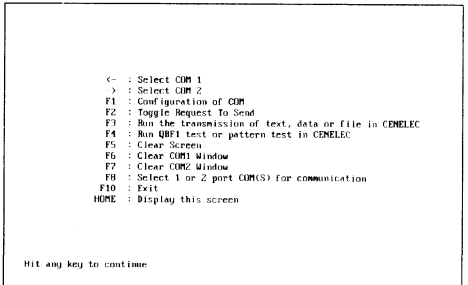 <- : Select COM 1
-> : Select COM 2
F1 : Configuration of COM
F2 : Toggle Request To Send
F3 : Run the transmission of text, data or file in CENELEC
F4 : Run QBF1 test or pattern test in CENELEC
F5 : Clear Screen
F6 : Clear COM1 Window
F7 : Clear COM2 Window
F8 : Select 1 or 2 port COM(S) for communication
F10 : Exit
HOME : Display this screen
Hit any key to continue